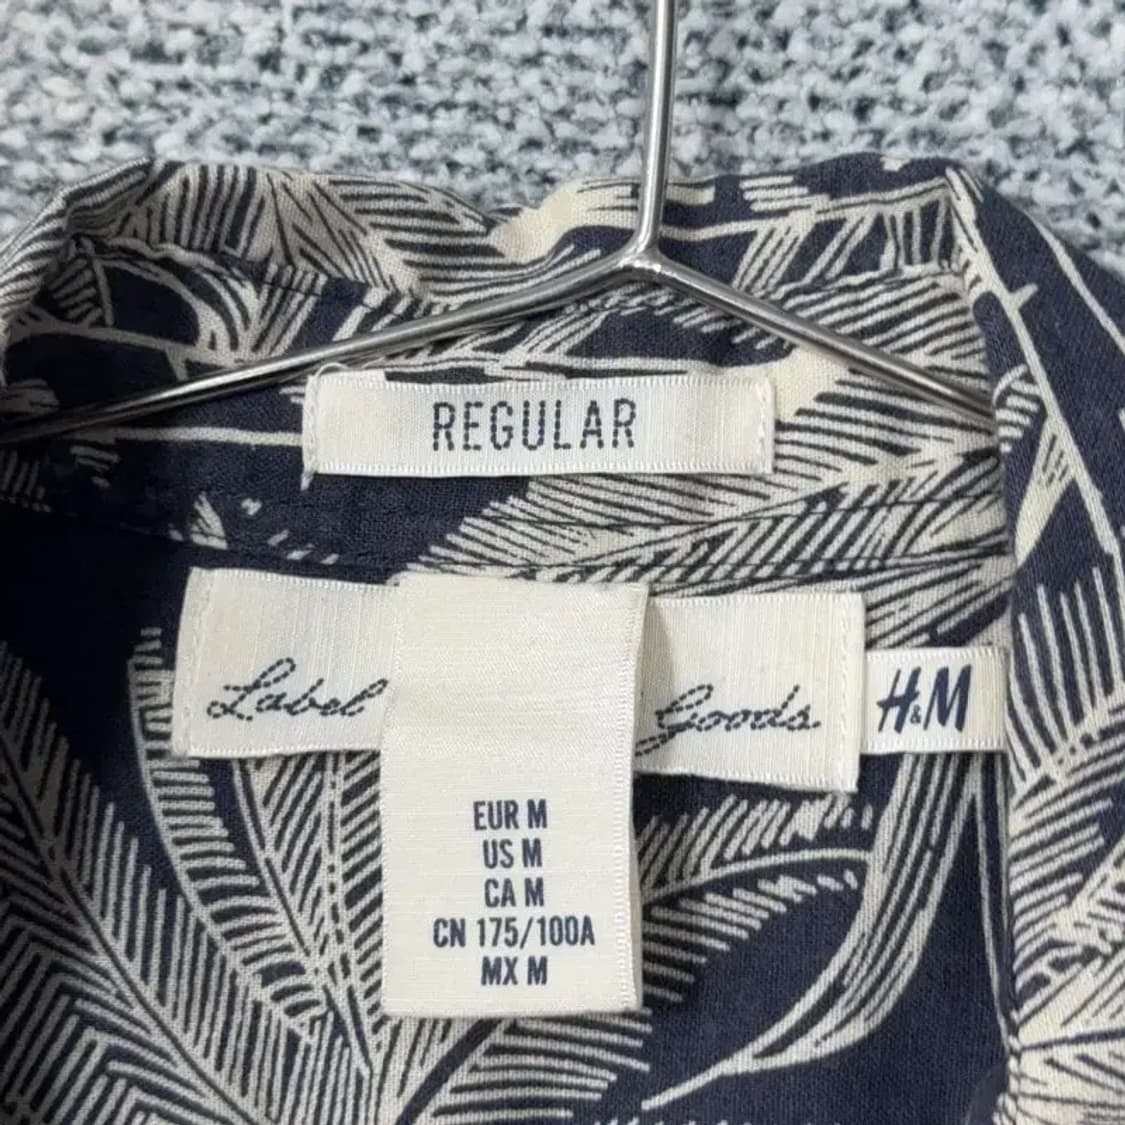 REGULAR
Label Goods
H&M
EUR M
US M
CA M
CN 175/100A
MX M